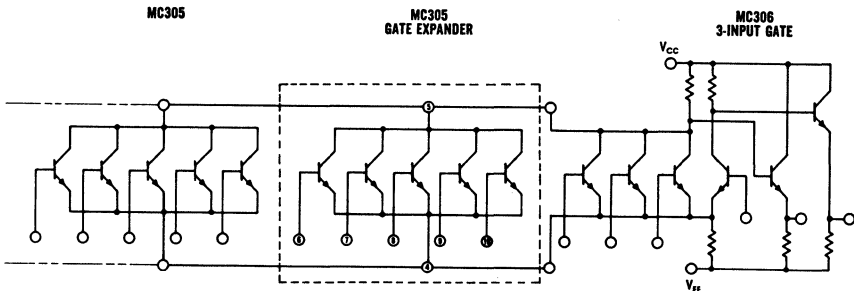 MC305
MC305
GATE EXPANDER
MC306
3-INPUT GATE
VCC
5
6
7
8
9
10
4
VEE